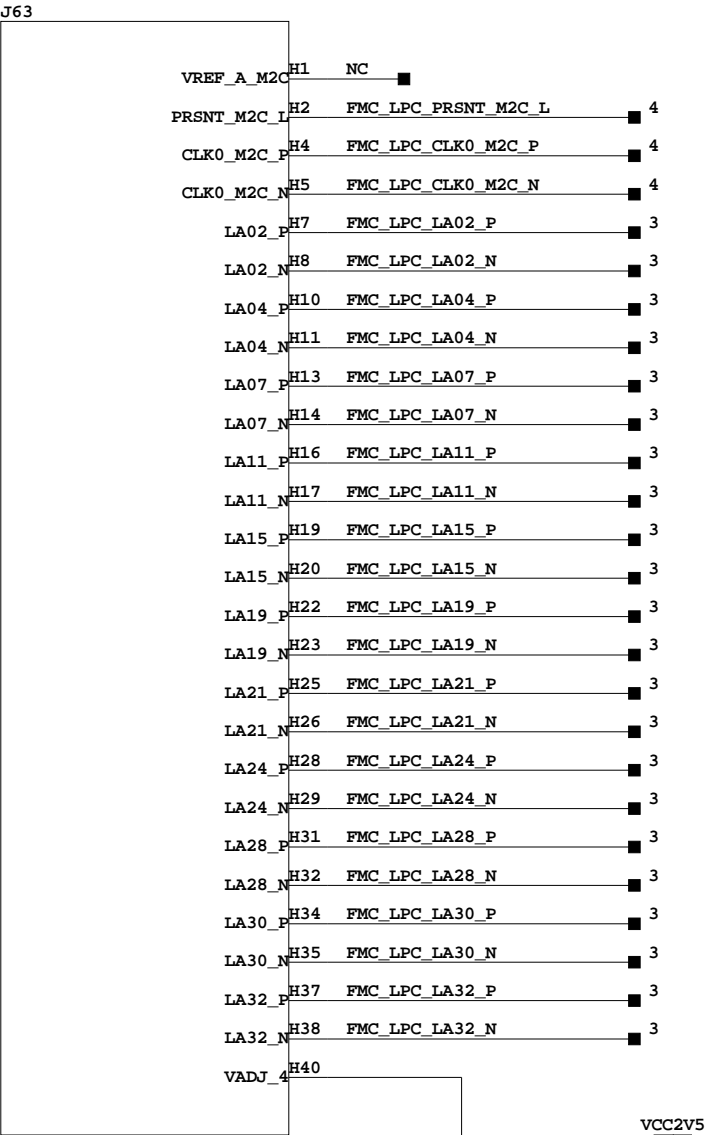 J63
VREF_A_M2C H1 NC
PRSNT_M2C_L H2 FMC_LPC_PRSNT_M2C_L 4
CLK0_M2C_P H4 FMC_LPC_CLK0_M2C_P 4
CLK0_M2C_N H5 FMC_LPC_CLK0_M2C_N 4
LA02_P H7 FMC_LPC_LA02_P 3
LA02_N H8 FMC_LPC_LA02_N 3
LA04_P H10 FMC_LPC_LA04_P 3
LA04_N H11 FMC_LPC_LA04_N 3
LA07_P H13 FMC_LPC_LA07_P 3
LA07_N H14 FMC_LPC_LA07_N 3
LA11_P H16 FMC_LPC_LA11_P 3
LA11_N H17 FMC_LPC_LA11_N 3
LA15_P H19 FMC_LPC_LA15_P 3
LA15_N H20 FMC_LPC_LA15_N 3
LA19_P H22 FMC_LPC_LA19_P 3
LA19_N H23 FMC_LPC_LA19_N 3
LA21_P H25 FMC_LPC_LA21_P 3
LA21_N H26 FMC_LPC_LA21_N 3
LA24_P H28 FMC_LPC_LA24_P 3
LA24_N H29 FMC_LPC_LA24_N 3
LA28_P H31 FMC_LPC_LA28_P 3
LA28_N H32 FMC_LPC_LA28_N 3
LA30_P H34 FMC_LPC_LA30_P 3
LA30_N H35 FMC_LPC_LA30_N 3
LA32_P H37 FMC_LPC_LA32_P 3
LA32_N H38 FMC_LPC_LA32_N 3
VADJ_4 H40
VCC2V5